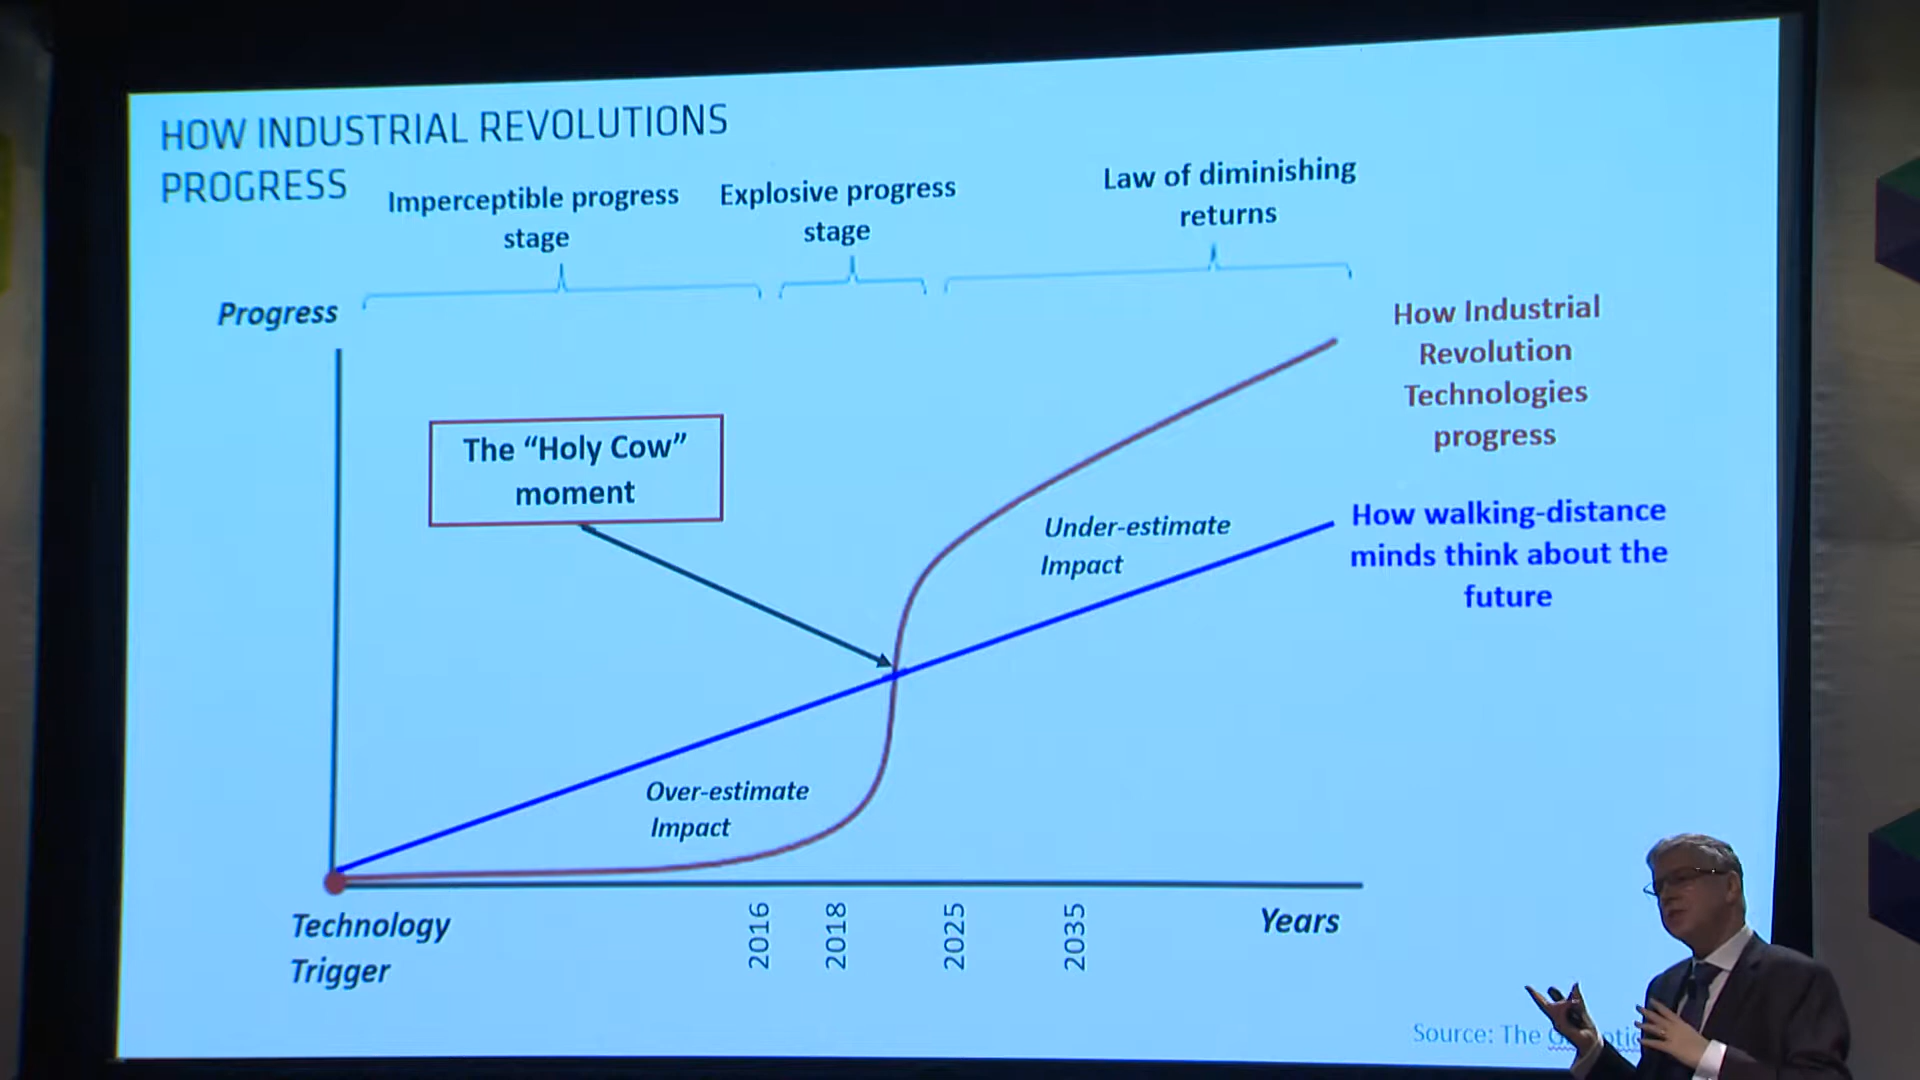 HOW INDUSTRIAL REVOLUTIONS
PROGRESS
Imperceptible progress
stage
Explosive progress
stage
Law of diminishing
returns
Progress
How Industrial
Revolution
Technologies
progress
The “Holy Cow”
moment
Under-estimate
Impact
How walking-distance
minds think about the
future
Over-estimate
Impact
Technology
Trigger
2016
2018
2025
2035
Years
Source: The